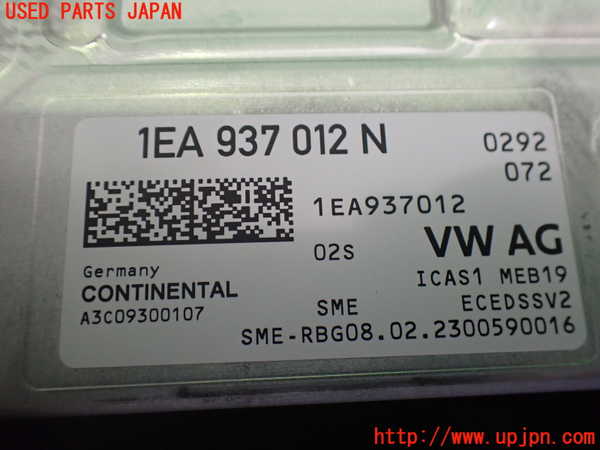 USED PARTS JAPAN
1EA 937 012 N
0292
072
1EA937012
02S
VW AG
Germany
CONTINENTAL
A3C09300107
ICAS1 MEB19
SME
ECEDSSV2
SME-RBG08.02.2300590016
http://www.upjpn.com/